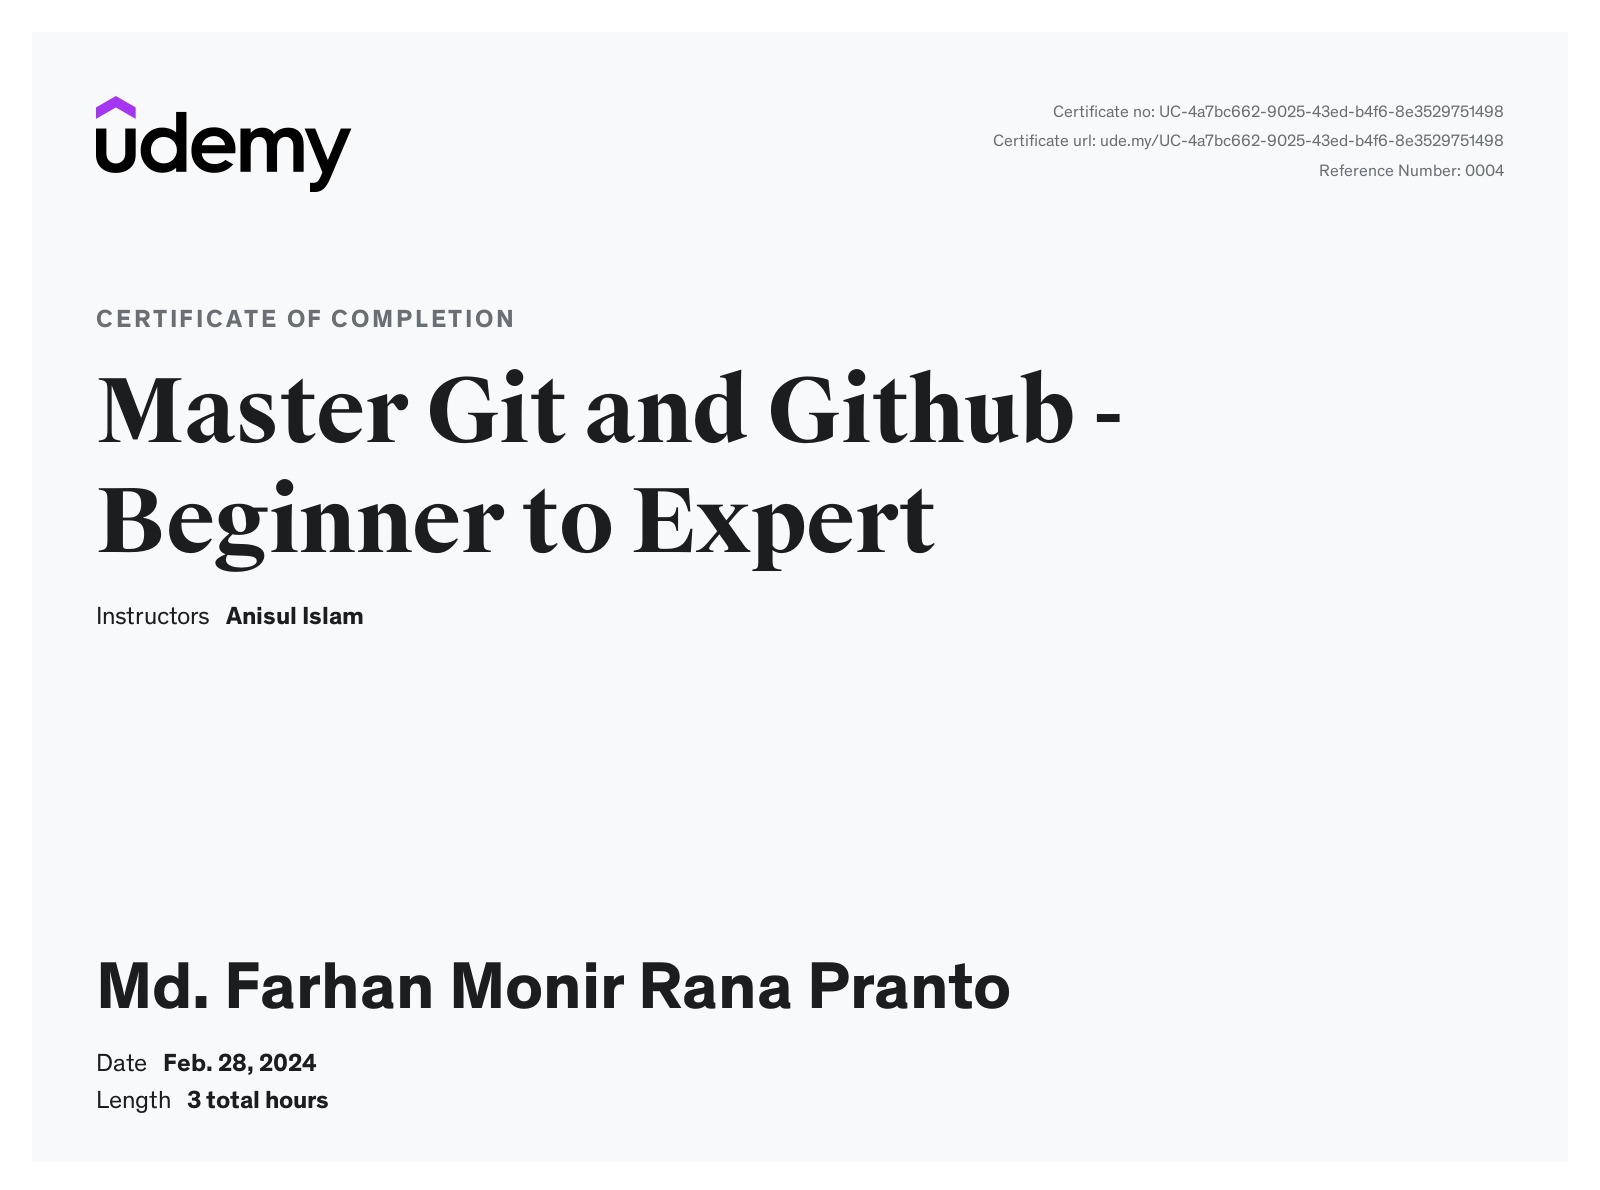 udemy
Certificate no: UC-4a7bc662-9025-43ed-b4f6-8e3529751498
Certificate url: ude.my/UC-4a7bc662-9025-43ed-b4f6-8e3529751498
Reference Number: 0004
CERTIFICATE OF COMPLETION
Master Git and Github -
Beginner to Expert
Instructors Anisul Islam
Md. Farhan Monir Rana Pranto
Date Feb. 28, 2024
Length 3 total hours